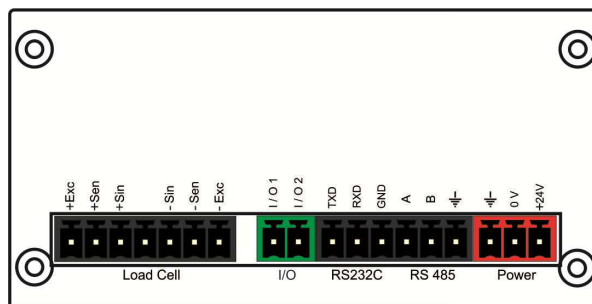 +Exc
+Sen
+Sin
- Sin
- Sen
- Exc
I / O 1
I / O 2
TXD
RXD
GND
A
B
0 V
+24V
Load Cell
I/O
RS232C
RS 485
Power